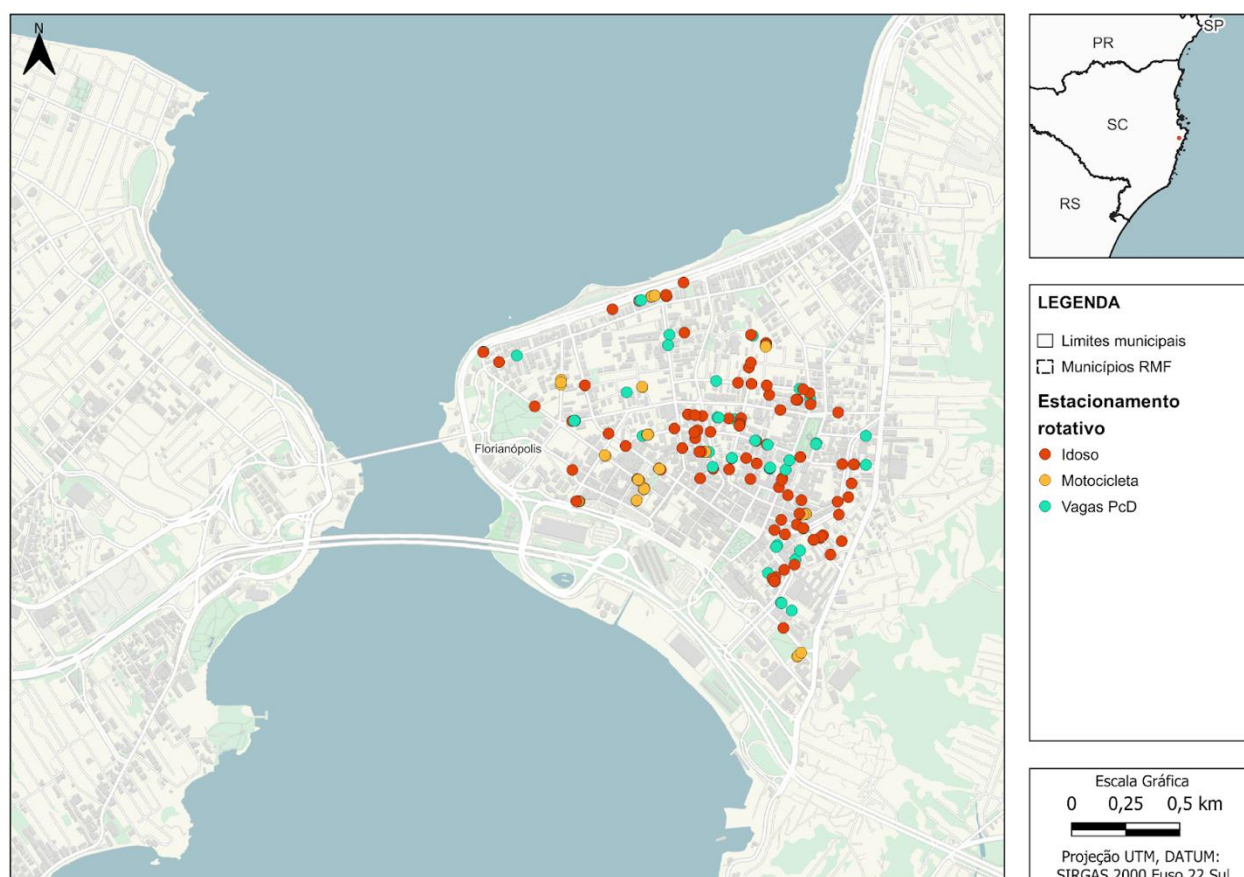 N
Florianópolis
SP
PR
SC
RS
LEGENDA
Limites municipais
Municípios RMF
Estacionamento
rotativo
Idoso
Motocicleta
Vagas PcD
Escala Gráfica
0 0,25 0,5 km
Projeção UTM, DATUM:
SIRGAS 2000 Fuso 22 Sul